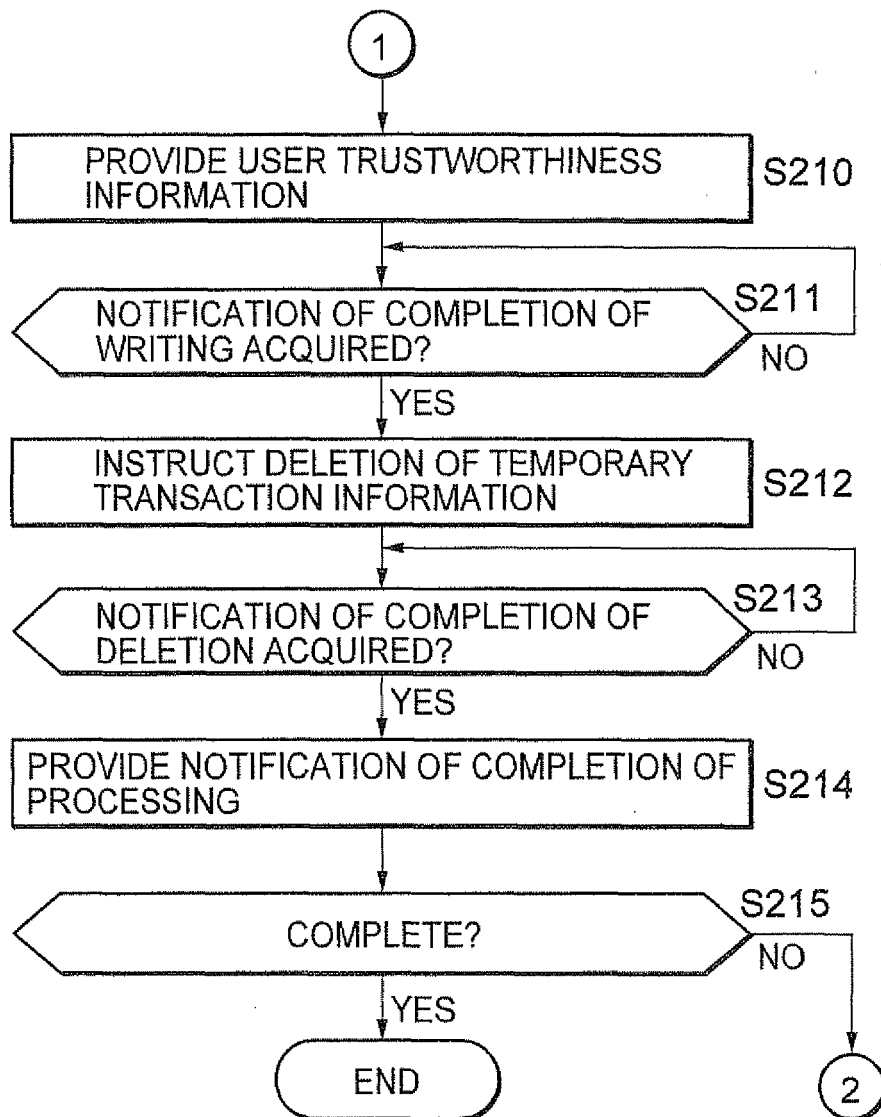 1
PROVIDE USER TRUSTWORTHINESS
INFORMATION
S210
NOTIFICATION OF COMPLETION OF
WRITING ACQUIRED?
S211
NO
YES
INSTRUCT DELETION OF TEMPORARY
TRANSACTION INFORMATION
S212
NOTIFICATION OF COMPLETION OF
DELETION ACQUIRED?
S213
NO
YES
PROVIDE NOTIFICATION OF COMPLETION OF
PROCESSING
S214
COMPLETE?
S215
NO
YES
END
2